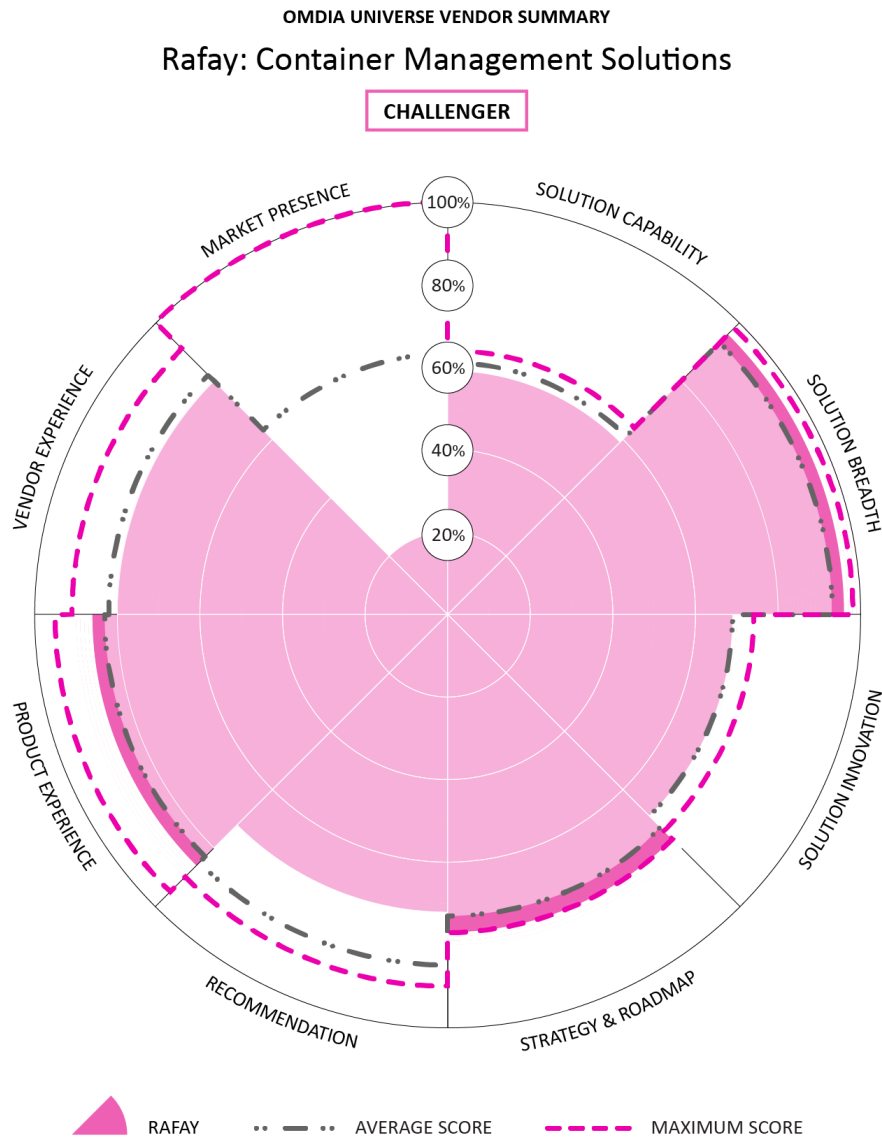 OMDIA UNIVERSE VENDOR SUMMARY
Rafay: Container Management Solutions
CHALLENGER
MARKET PRESENCE
100%
SOLUTION CAPABILITY
80%
VENDOR EXPERIENCE
60%
SOLUTION BREADTH
40%
20%
PRODUCT EXPERIENCE
SOLUTION INNOVATION
RECOMMENDATION
STRATEGY & ROADMAP
RAFAY
AVERAGE SCORE
MAXIMUM SCORE